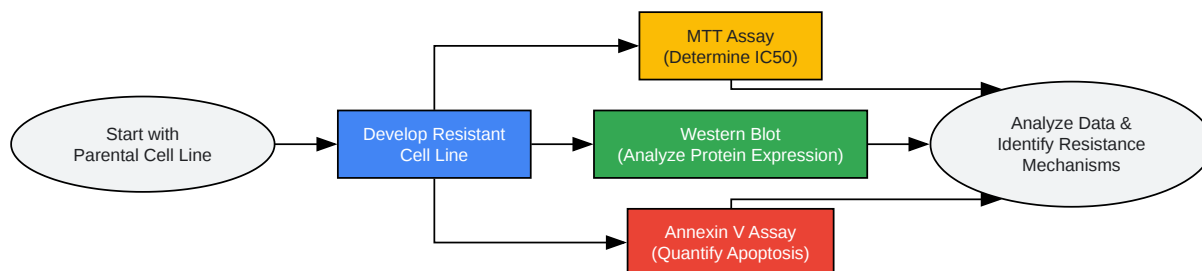 Start with
Parental Cell Line
Develop Resistant
Cell Line
MTT Assay
(Determine IC50)
Western Blot
(Analyze Protein Expression)
Annexin V Assay
(Quantify Apoptosis)
Analyze Data &
Identify Resistance
Mechanisms